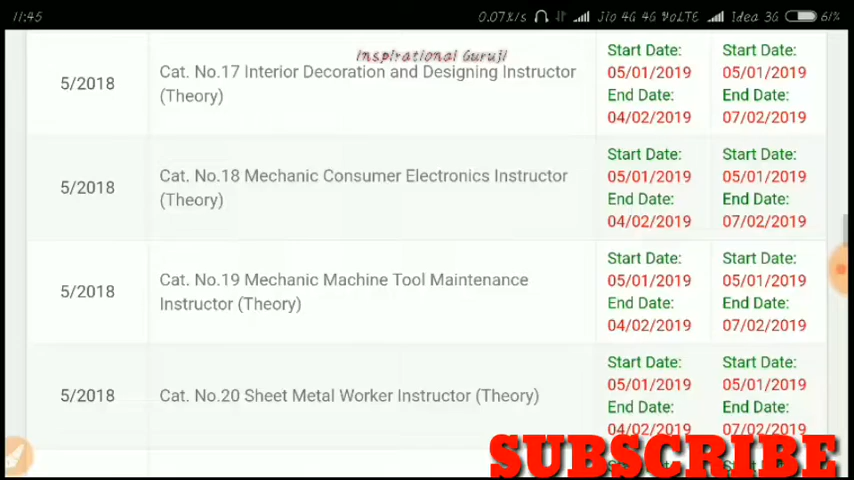 11:45
0.07K/s Jio 4G 4G VoLTE Idea 3G 61%
Inspirational Guruji
5/2018
Cat. No.17 Interior Decoration and Designing Instructor
(Theory)
Start Date:
05/01/2019
End Date:
04/02/2019
Start Date:
05/01/2019
End Date:
07/02/2019
5/2018
Cat. No.18 Mechanic Consumer Electronics Instructor
(Theory)
Start Date:
05/01/2019
End Date:
04/02/2019
Start Date:
05/01/2019
End Date:
07/02/2019
5/2018
Cat. No.19 Mechanic Machine Tool Maintenance
Instructor (Theory)
Start Date:
05/01/2019
End Date:
04/02/2019
Start Date:
05/01/2019
End Date:
07/02/2019
5/2018
Cat. No.20 Sheet Metal Worker Instructor (Theory)
Start Date:
05/01/2019
End Date:
04/02/2019
Start Date:
05/01/2019
End Date:
07/02/2019
SUBSCRIBE